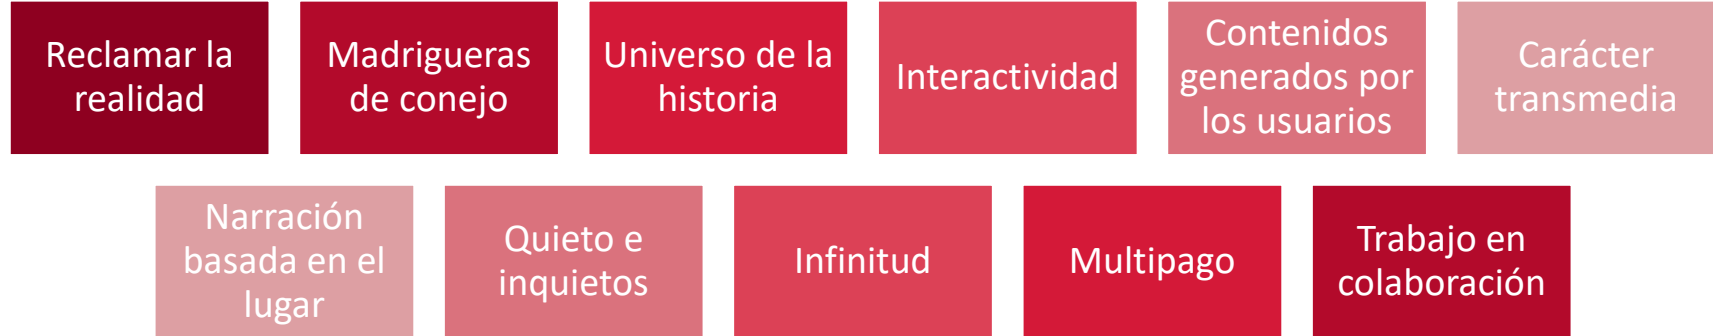 Reclamar la
realidad
Madrigueras
de conejo
Universo de la
historia
Interactividad
Contenidos
generados por
los usuarios
Carácter
transmedia
Narración
basada en el
lugar
Quieto e
inquietos
Infinitud
Multipago
Trabajo en
colaboración